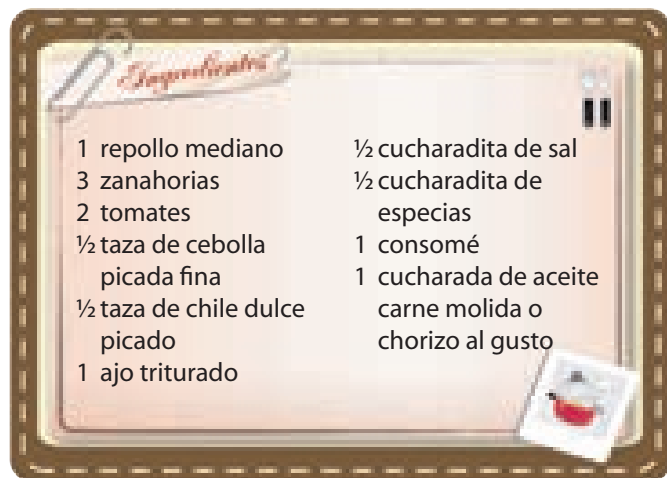 Ingredientes
1 repollo mediano
3 zanahorias
2 tomates
½ taza de cebolla
picada fina
½ taza de chile dulce
picado
1 ajo triturado
½ cucharadita de sal
½ cucharadita de
especias
1 consomé
1 cucharada de aceite
carne molida o
chorizo al gusto